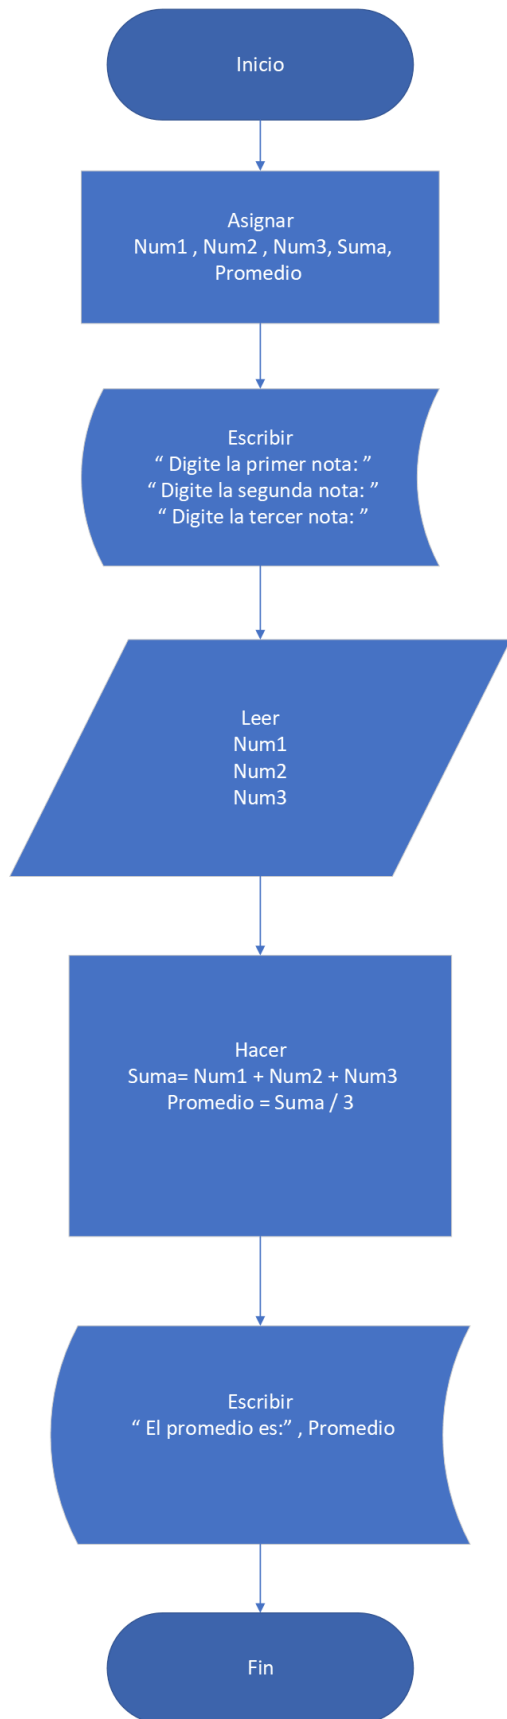 Inicio
Asignar
Num1 , Num2 , Num3, Suma,
Promedio
Escribir
“ Digite la primer nota: ”
“ Digite la segunda nota: ”
“ Digite la tercer nota: ”
Leer
Num1
Num2
Num3
Hacer
Suma= Num1 + Num2 + Num3
Promedio = Suma / 3
Escribir
“ El promedio es:” , Promedio
Fin